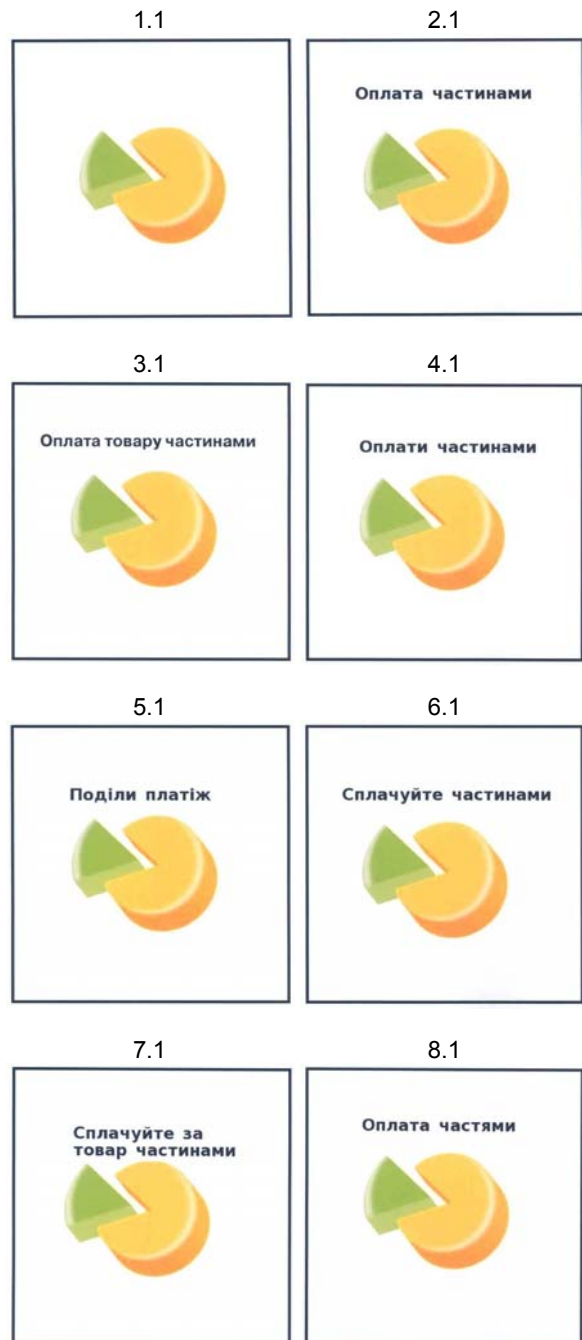 1.1
2.1
Оплата частинами
3.1
4.1
Оплата товару частинами
Оплати частинами
5.1
6.1
Поділи платіж
Сплачуйте частинами
7.1
8.1
Сплачуйте за
товар частинами
Оплата частями